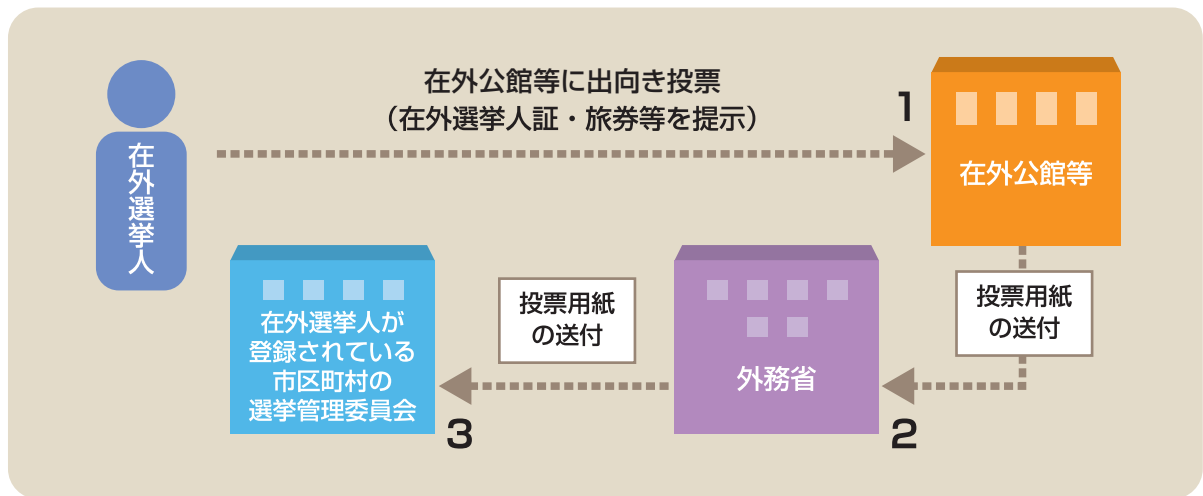 在外選挙人
在外公館等に出向き投票
（在外選挙人証・旅券等を提示）
1
在外公館等
投票用紙
の送付
2
外務省
投票用紙
の送付
3
在外選挙人が
登録されている
市区町村の
選挙管理委員会